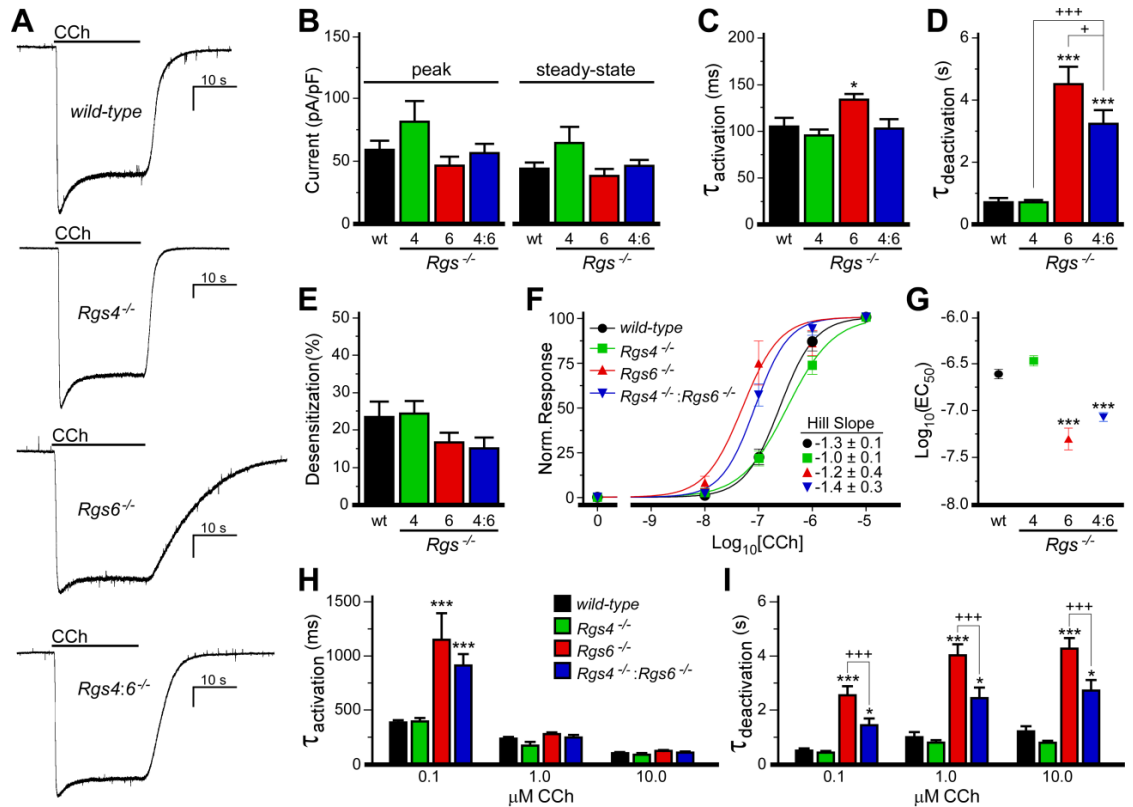 A
CCh
10 s
wild-type
CCh
10 s
Rgs4-/-
CCh
10 s
Rgs6-/-
CCh
10 s
Rgs4:6-/-
B
Current (pA/pF)
150
100
50
0
peak
steady-state
wt 4 6 4:6 wt 4 6 4:6
Rgs -/- Rgs -/-
C
τactivation (ms)
200
150
100
50
0
*
wt 4 6 4:6
Rgs -/-
D
τdeactivation (s)
6
4
2
0
+++
+
***
***
wt 4 6 4:6
Rgs -/-
E
Desensitization (%)
50
40
30
20
10
0
wt 4 6 4:6
Rgs -/-
F
Norm. Response
100
75
50
25
0
wild-type
Rgs4 -/-
Rgs6 -/-
Rgs4 -/-:Rgs6 -/-
Hill Slope
-1.3 ± 0.1
-1.0 ± 0.1
-1.2 ± 0.4
-1.4 ± 0.3
0 -9 -8 -7 -6 -5
Log10[CCh]
G
Log10(EC50)
-6.0
-6.5
-7.0
-7.5
-8.0
***
***
wt 4 6 4:6
Rgs -/-
H
τactivation (ms)
1500
1000
500
0
***
***
wild-type
Rgs4 -/-
Rgs6 -/-
Rgs4 -/-:Rgs6 -/-
0.1 1.0 10.0
μM CCh
I
τdeactivation (s)
6
4
2
0
+++
***
*
+++
***
*
+++
***
*
0.1 1.0 10.0
μM CCh